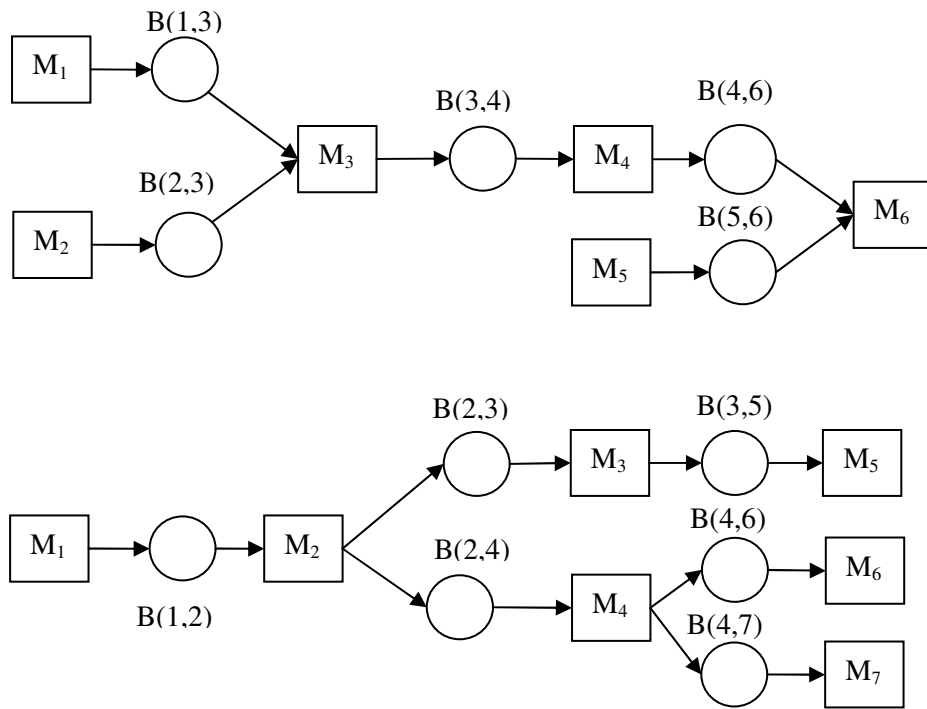 B(1,3)
M₁
B(3,4)
B(4,6)
M₃
M₄
B(2,3)
B(5,6)
M₆
M₂
M₅
B(2,3)
B(3,5)
M₃
M₅
B(4,6)
M₁
M₂
B(2,4)
M₆
B(1,2)
M₄
B(4,7)
M₇